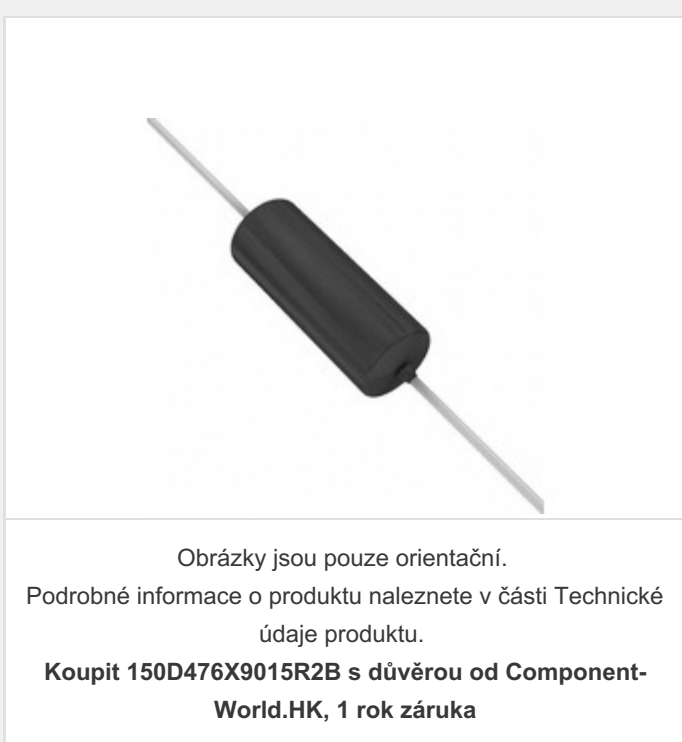 Obrázky jsou pouze orientační.
Podrobné informace o produktu naleznete v části Technické
údaje produktu.
Koupit 150D476X9015R2B s důvěrou od Component-
World.HK, 1 rok záruka